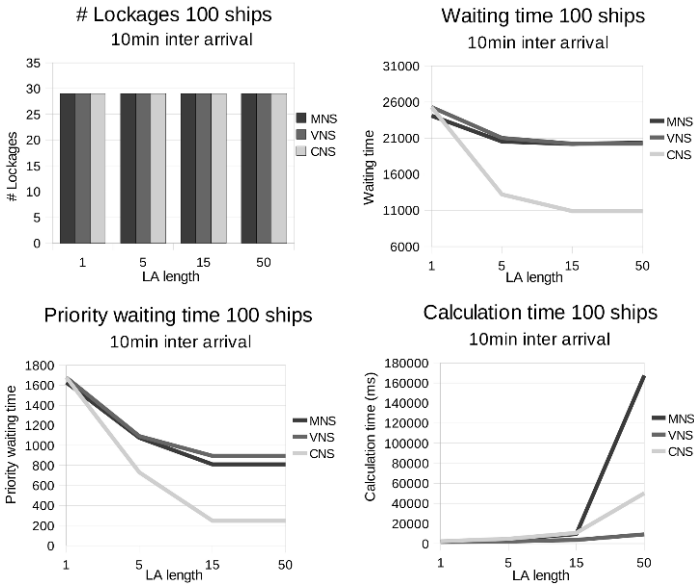 # Lockages 100 ships
10min inter arrival
# Lockages
35
30
25
20
15
10
5
0
1 5 15 50
LA length
MNS
VNS
CNS
Waiting time 100 ships
10min inter arrival
Waiting time
31000
26000
21000
16000
11000
6000
1 5 15 50
LA length
MNS
VNS
CNS
Priority waiting time 100 ships
10min inter arrival
Priority waiting time
1800
1600
1400
1200
1000
800
600
400
200
0
1 5 15 50
LA length
MNS
VNS
CNS
Calculation time 100 ships
10min inter arrival
Calculation time (ms)
180000
160000
140000
120000
100000
80000
60000
40000
20000
0
1 5 15 50
LA length
MNS
VNS
CNS